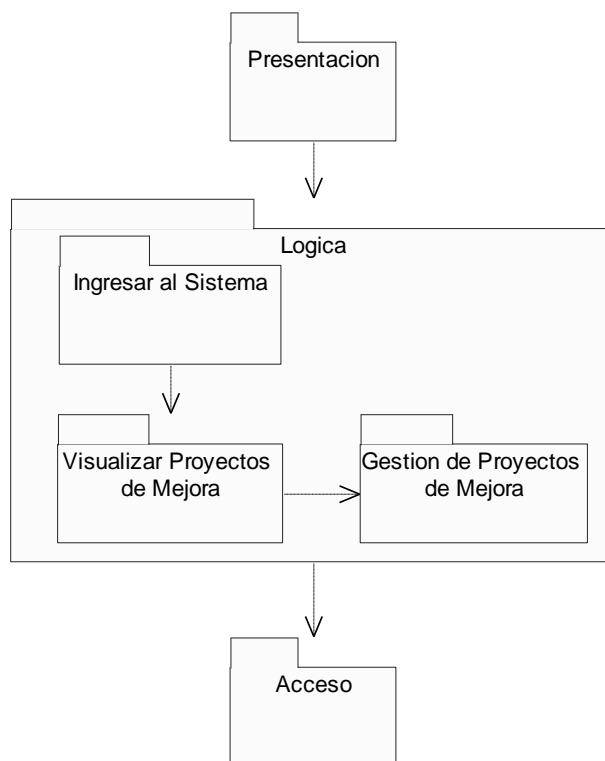 Presentacion
Logica
Ingresar al Sistema
Visualizar Proyectos
de Mejora
Gestion de Proyectos
de Mejora
Acceso